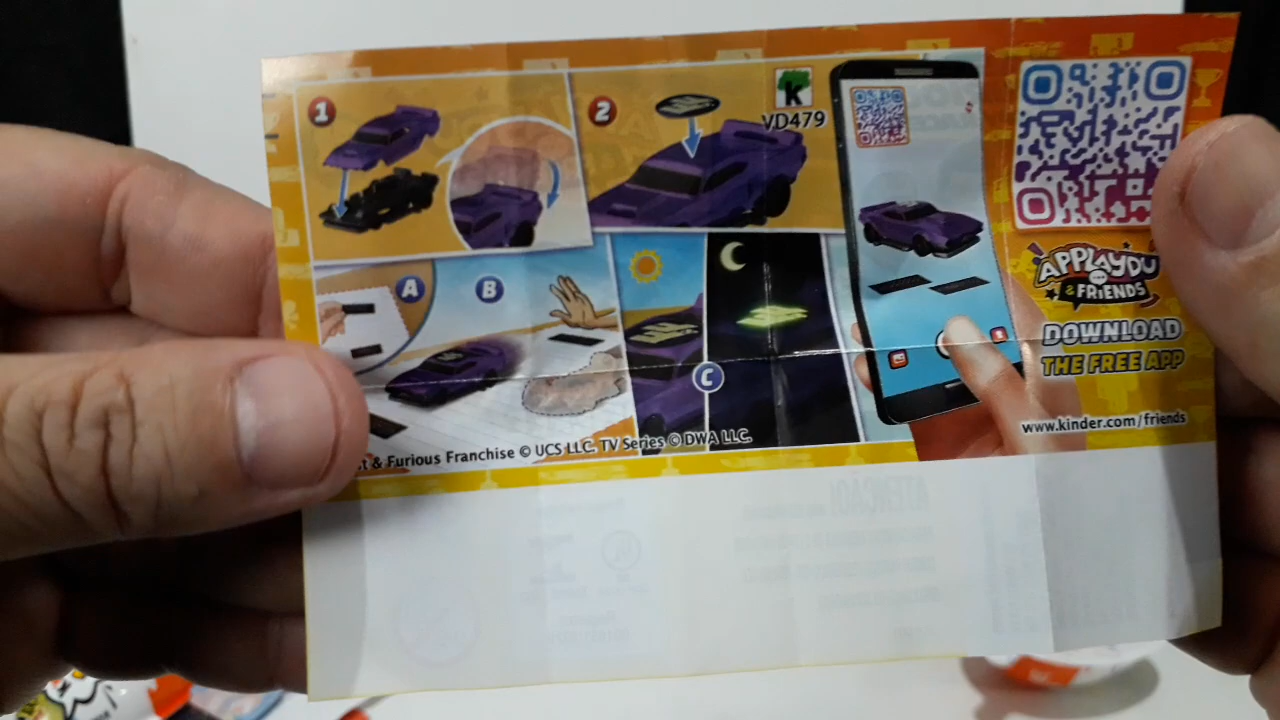 1
2
K
VD479
A
B
C
APPLAYDU
& FRIENDS
DOWNLOAD
THE FREE APP
www.kinder.com/friends
& Furious Franchise © UCS LLC. TV Series © DWA LLC.
ATENCAO!